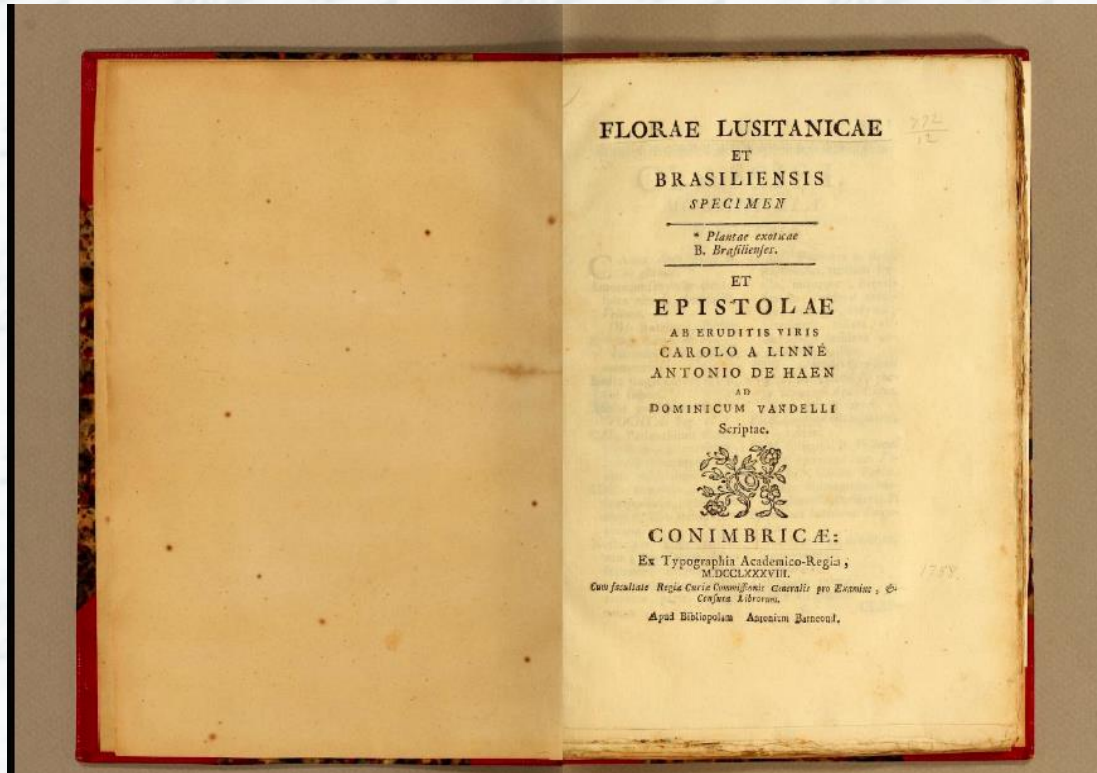 FLORAE LUSITANICAE
ET
BRASILIENSIS
SPECIMEN
* Plantae exoticae
B. Brasilienses.
ET
EPISTOLAE
AB ERUDITIS VIRIS
CAROLO A LINNÉ
ANTONIO DE HAEN
AD
DOMINICUM VANDELLI
Scriptae.
CONIMBRICÆ:
Ex Typographia Academico-Regia,
M.DCCLXXXVIII.
Cum facultate Regiæ Curiæ Commissionis Generalis pro Examine, &
Censura Librorum.
Apud Bibliopolam Antonium Barneoud.